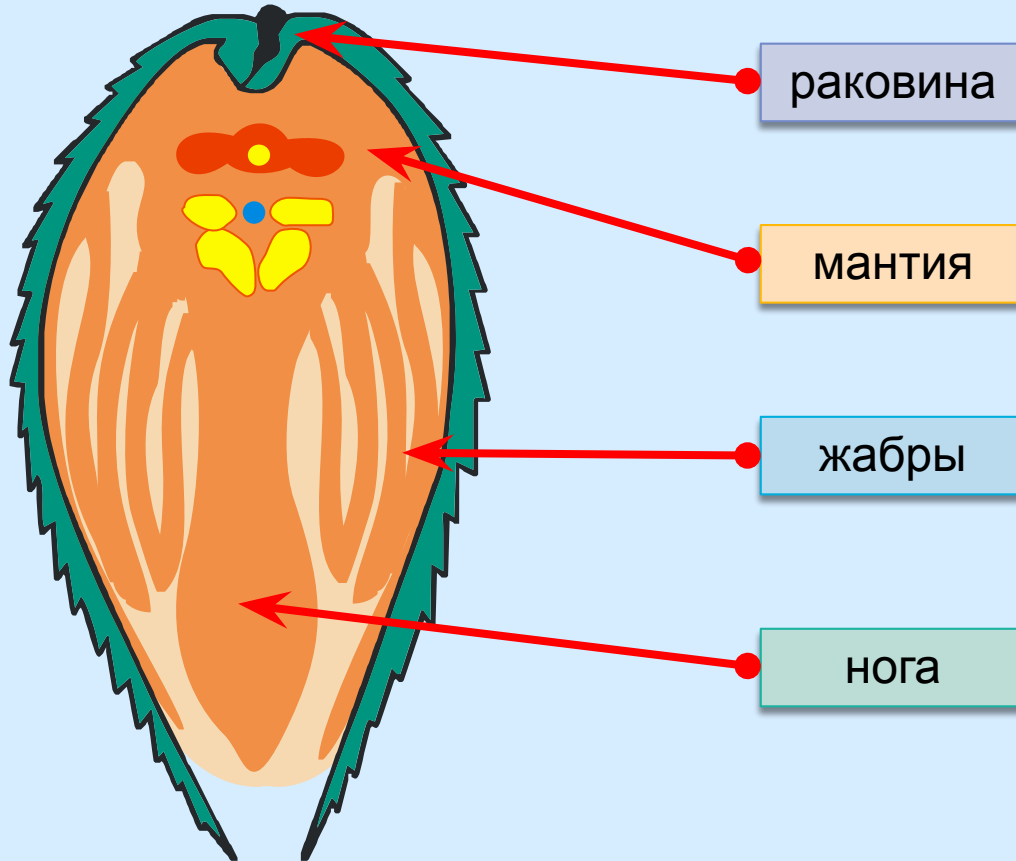 раковина
мантия
жабры
нога